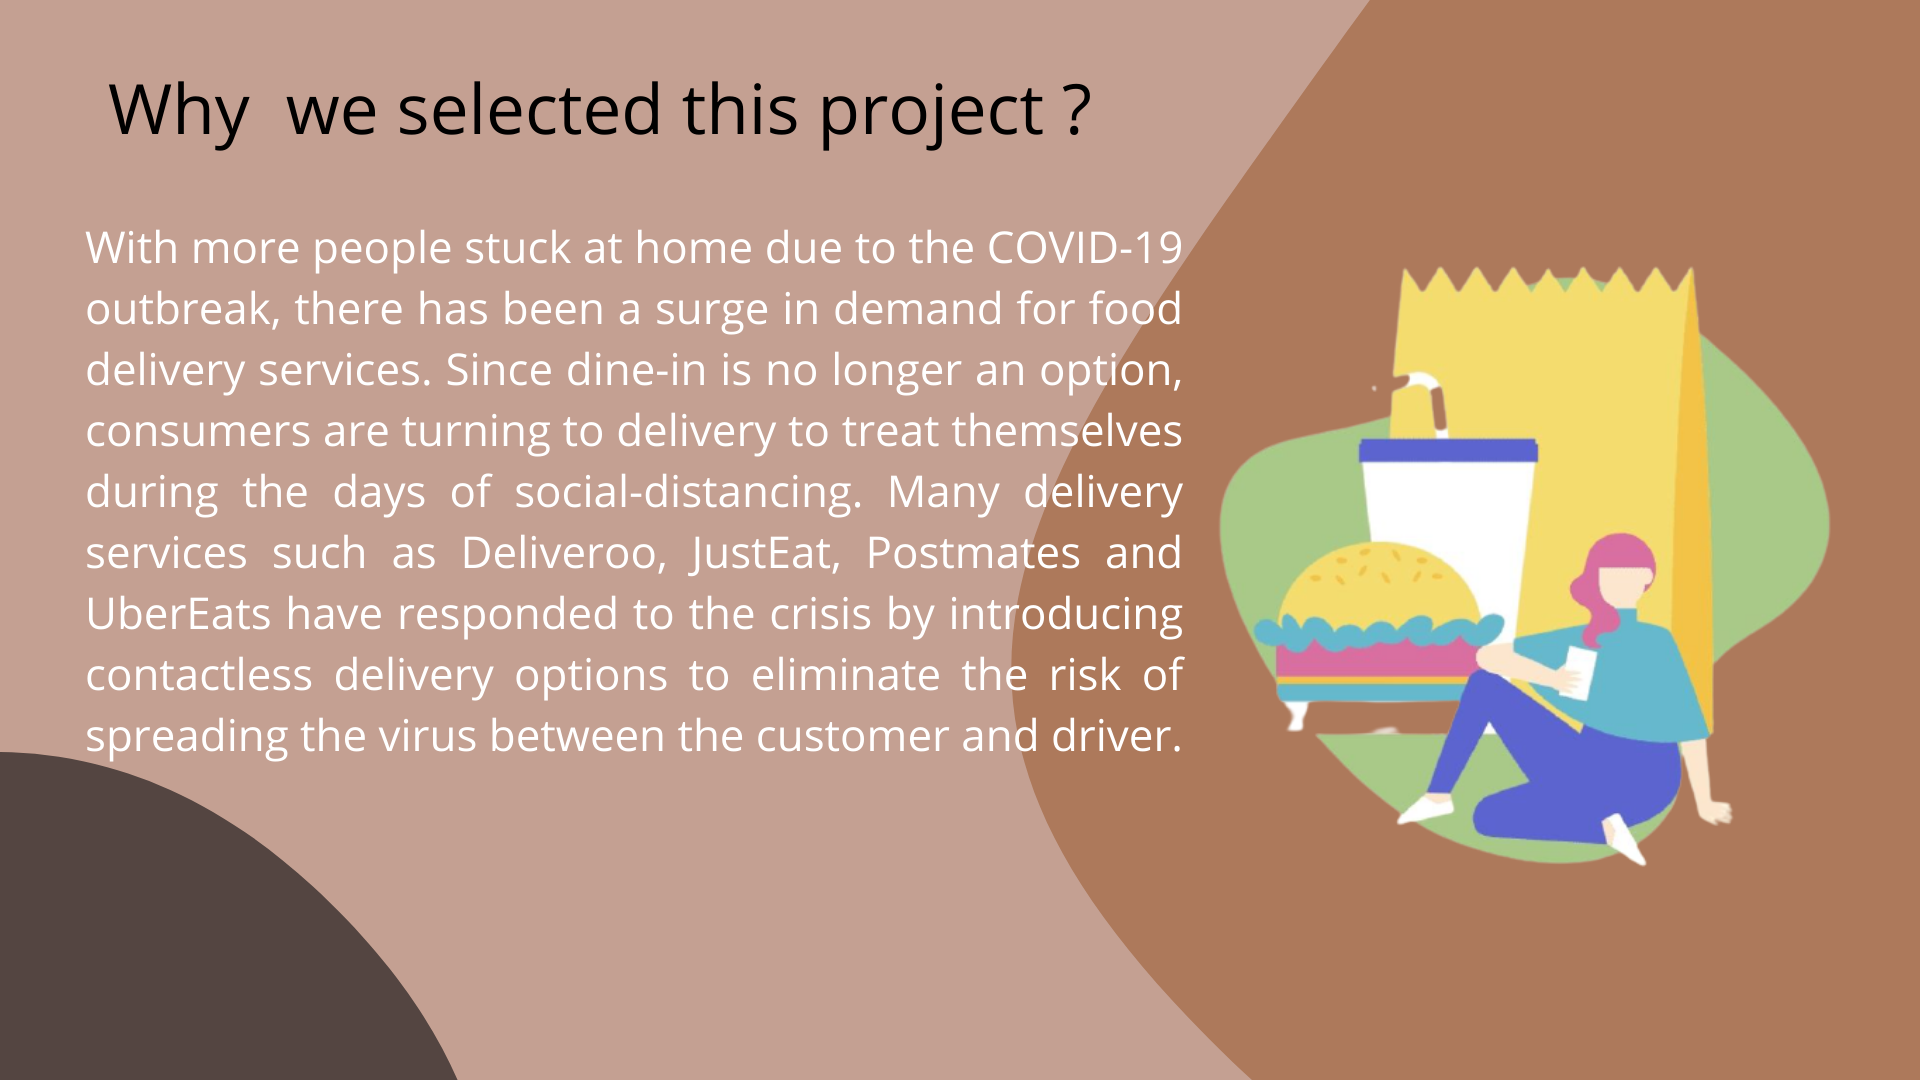 Why  we selected this project ?
With more people stuck at home due to the COVID-19
outbreak, there has been a surge in demand for food
delivery services. Since dine-in is no longer an option,
consumers are turning to delivery to treat themselves
during the days of social-distancing. Many delivery
services such as Deliveroo, JustEat, Postmates and
UberEats have responded to the crisis by introducing
contactless delivery options to eliminate the risk of
spreading the virus between the customer and driver.